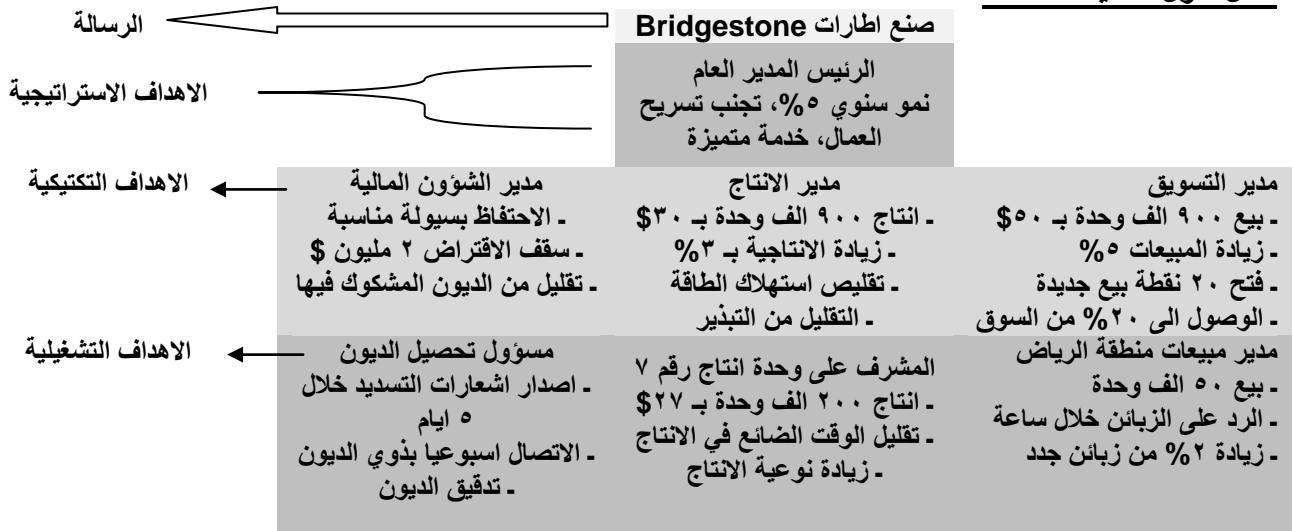 صنع اطارات Bridgestone
الرسالة
الرئيس المدير العام
نمو سنوي ٥%، تجنب تسريح
العمال، خدمة متميزة
الاهداف الاستراتيجية
مدير التسويق
ـ بيع ٩٠٠ الف وحدة بـ ٥٠$
ـ زيادة المبيعات ٥%
ـ فتح ٢٠ نقطة بيع جديدة
ـ الوصول الى ٢٠% من السوق
مدير الانتاج
ـ انتاج ٩٠٠ الف وحدة بـ ٣٠$
ـ زيادة الانتاجية بـ ٣%
ـ تقليص استهلاك الطاقة
ـ التقليل من التبذير
مدير الشؤون المالية
ـ الاحتفاظ بسيولة مناسبة
ـ سقف الاقتراض ٢ مليون $
ـ تقليل من الديون المشكوك فيها
الاهداف التكتيكية
مدير مبيعات منطقة الرياض
ـ بيع ٥٠ الف وحدة
ـ الرد على الزبائن خلال ساعة
ـ زيادة ٢% من زبائن جدد
المشرف على وحدة انتاج رقم ٧
ـ انتاج ٢٠٠ الف وحدة بـ ٢٧$
ـ تقليل الوقت الضائع في الانتاج
ـ زيادة نوعية الانتاج
مسؤول تحصيل الديون
ـ اصدار اشعارات التسديد خلال
٥ ايام
ـ الاتصال اسبوعيا بذوي الديون
ـ تدقيق الديون
الاهداف التشغيلية